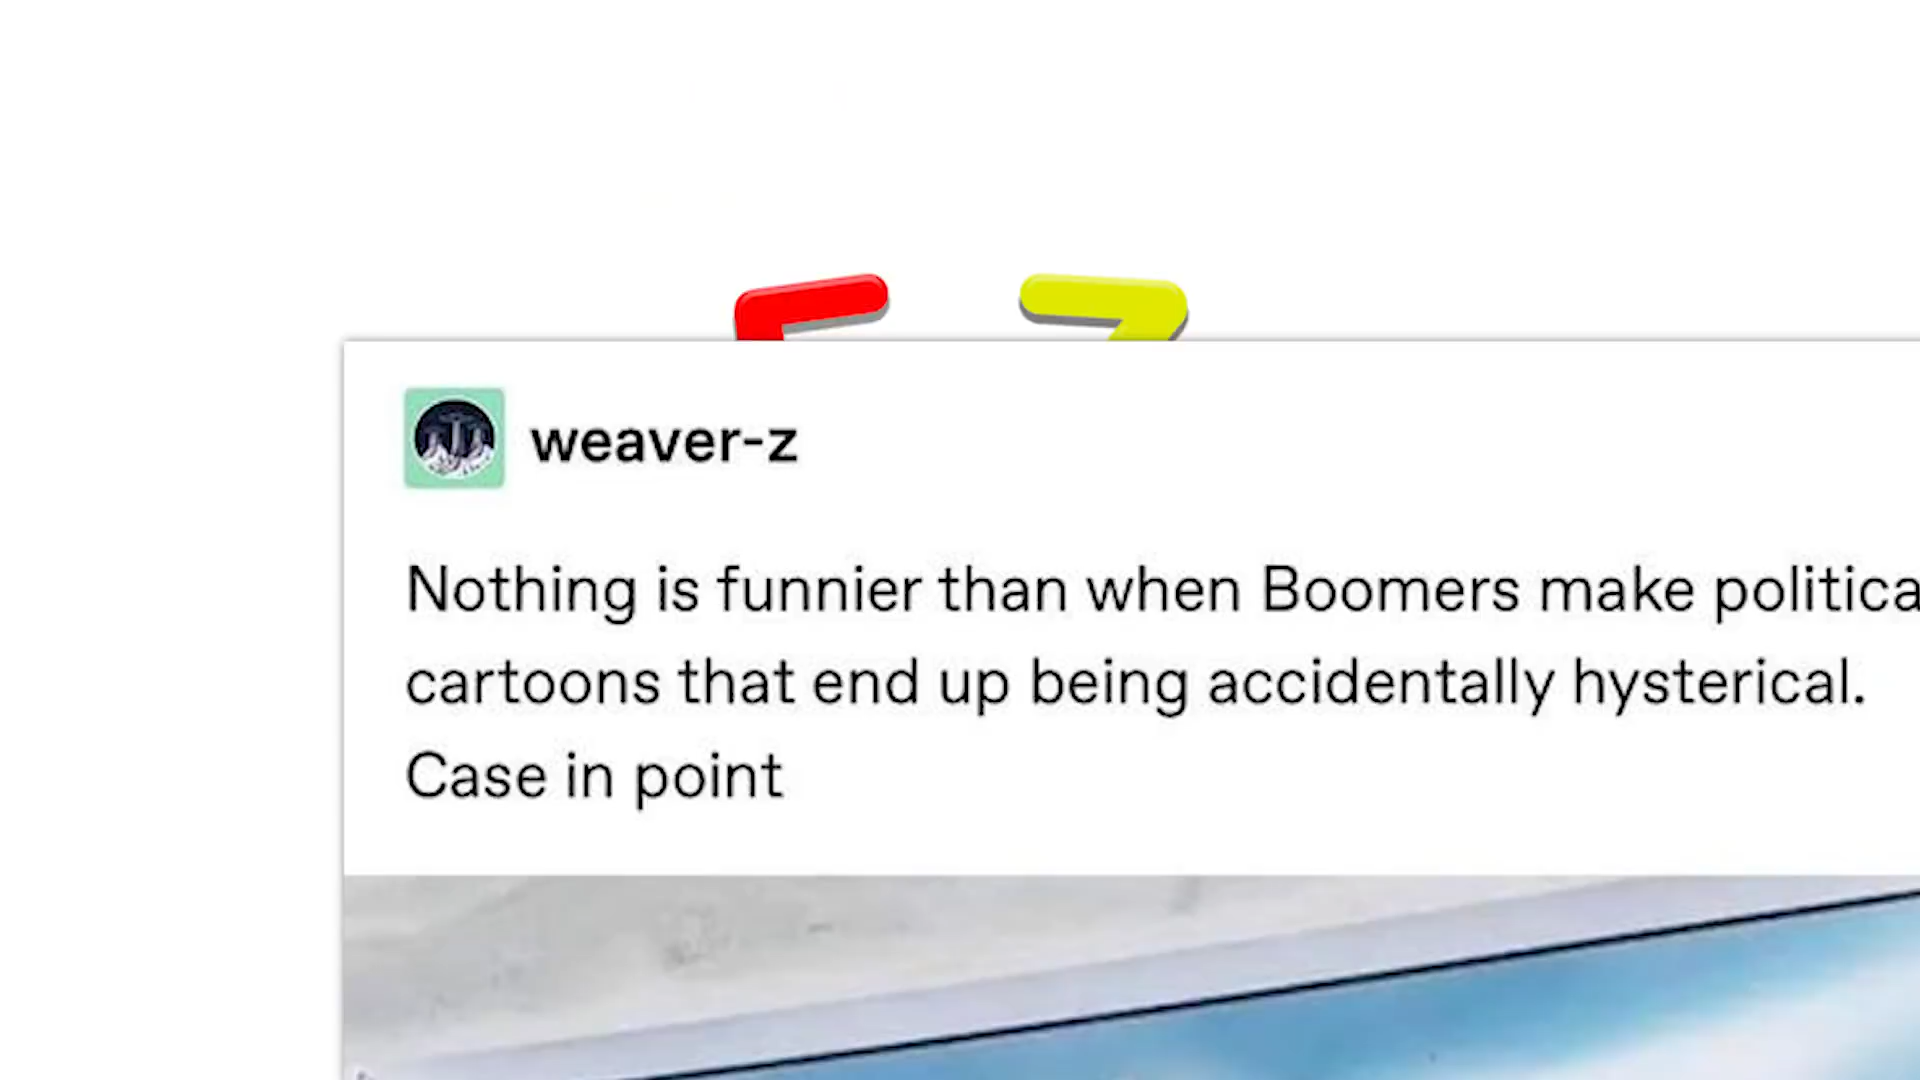 weaver-z
Nothing is funnier than when Boomers make politica
cartoons that end up being accidentally hysterical.
Case in point